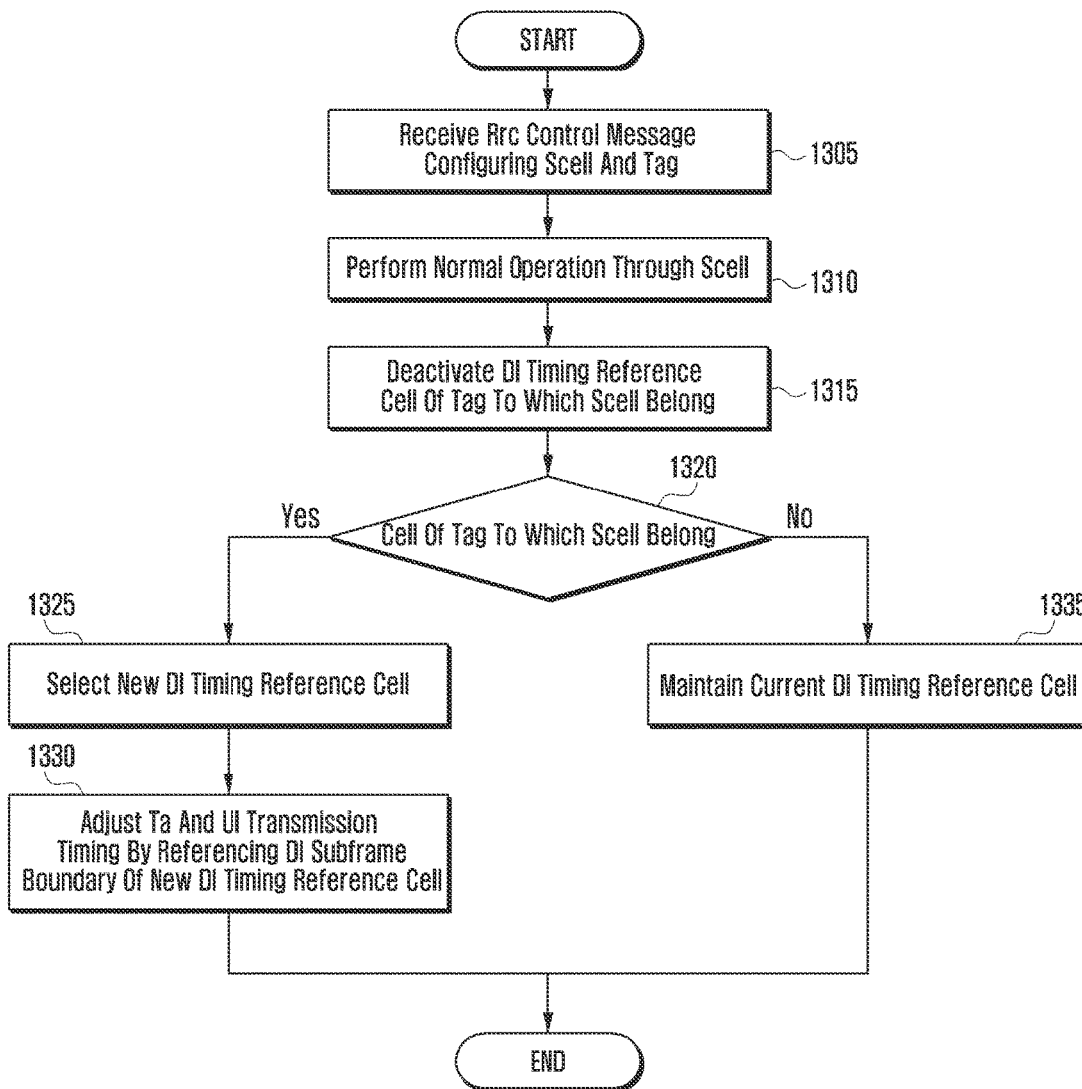 START
Receive Rrc Control Message
Configuring Scell And Tag
1305
Perform Normal Operation Through Scell
1310
Deactivate Dl Timing Reference
Cell Of Tag To Which Scell Belong
1315
1320
Yes
Cell Of Tag To Which Scell Belong
No
1325
Select New Dl Timing Reference Cell
1335
Maintain Current Dl Timing Reference Cell
1330
Adjust Ta And Ul Transmission
Timing By Referencing Dl Subframe
Boundary Of New Dl Timing Reference Cell
END